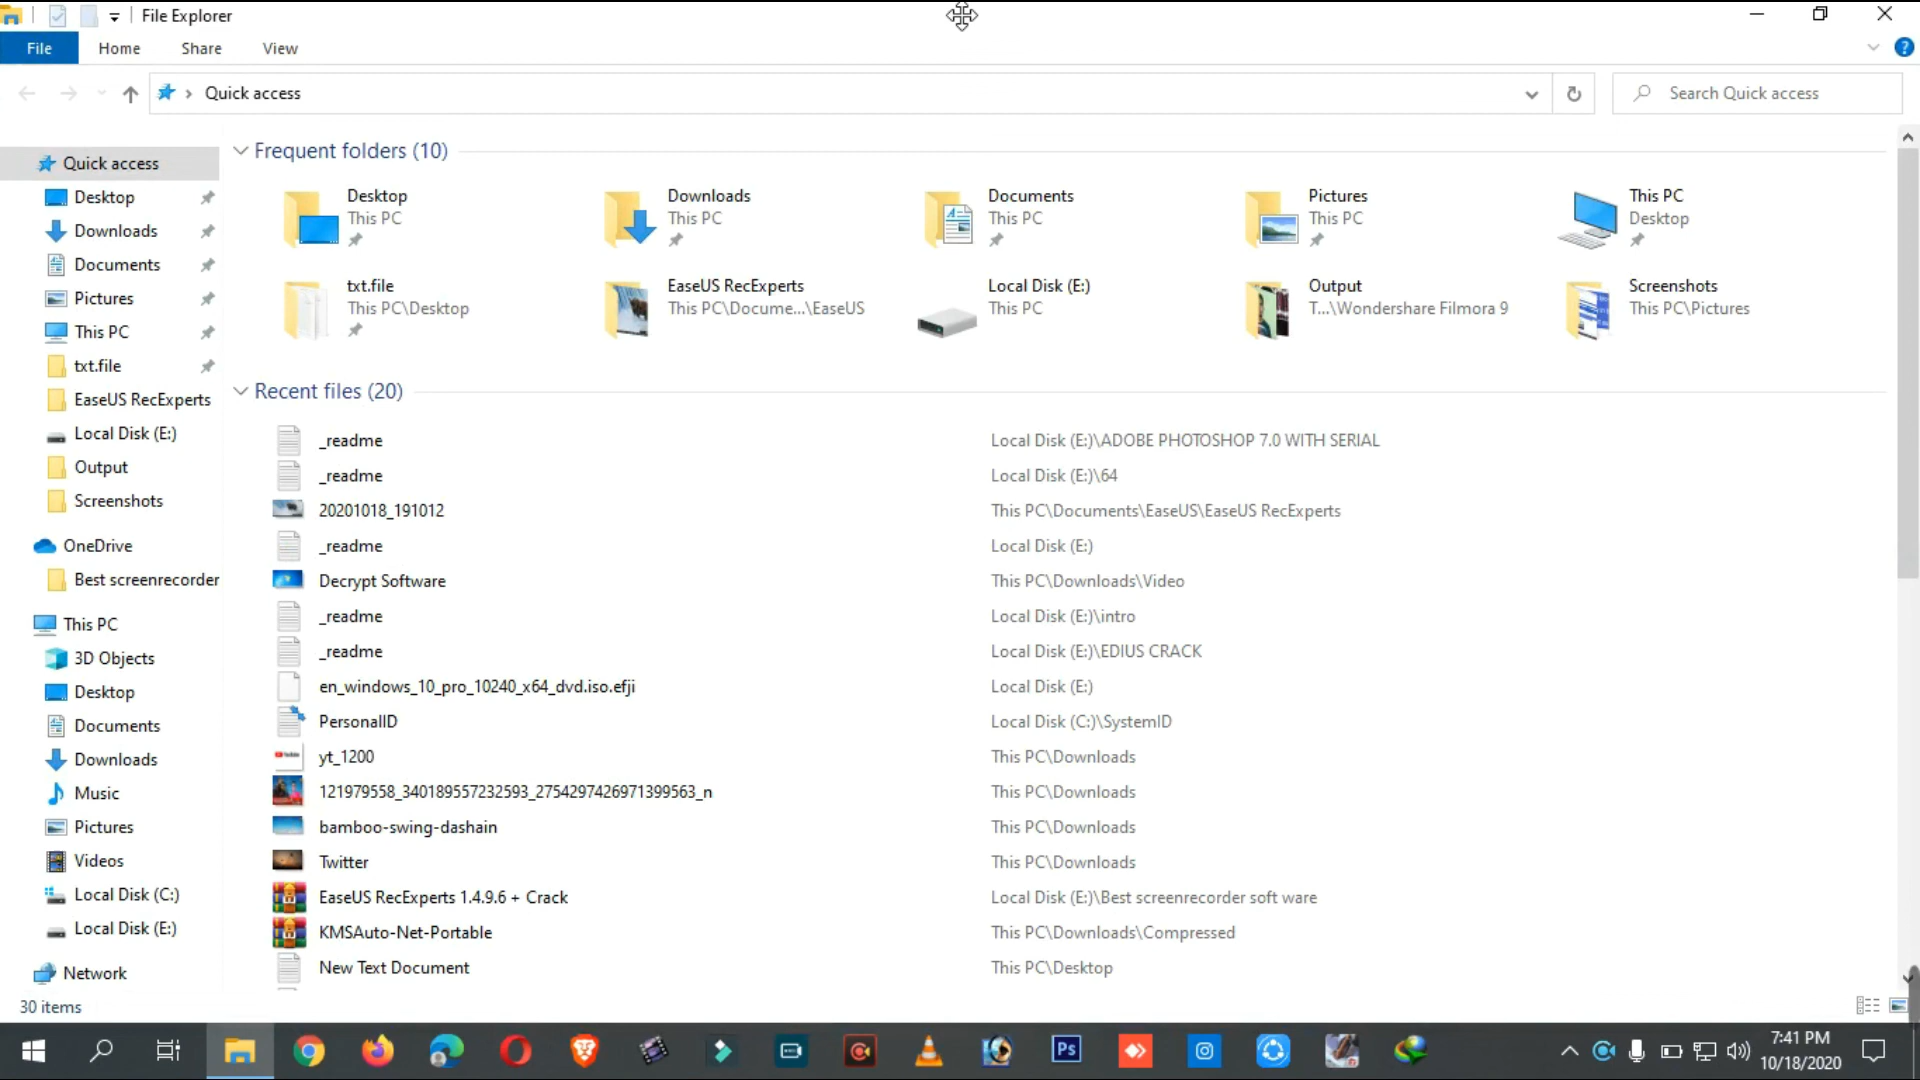 File Explorer
File Home Share View
Quick access
Search Quick access
Quick access
Desktop
Downloads
Documents
Pictures
This PC
txt.file
EaseUS RecExperts
Local Disk (E:)
Output
Screenshots
OneDrive
Best screenrecorder
This PC
3D Objects
Desktop
Documents
Downloads
Music
Pictures
Videos
Local Disk (C:)
Local Disk (E:)
Network
Frequent folders (10)
Desktop
This PC
Downloads
This PC
Documents
This PC
Pictures
This PC
This PC
Desktop
txt.file
This PC\Desktop
EaseUS RecExperts
This PC\Docume...\EaseUS
Local Disk (E:)
This PC
Output
T...\Wondershare Filmora 9
Screenshots
This PC\Pictures
Recent files (20)
_readme Local Disk (E:)\ADOBE PHOTOSHOP 7.0 WITH SERIAL
_readme Local Disk (E:)\64
20201018_191012 This PC\Documents\EaseUS\EaseUS RecExperts
_readme Local Disk (E:)
Decrypt Software This PC\Downloads\Video
_readme Local Disk (E:)\intro
_readme Local Disk (E:)\EDIUS CRACK
en_windows_10_pro_10240_x64_dvd.iso.efji Local Disk (E:)
PersonalID Local Disk (C:)\SystemID
yt_1200 This PC\Downloads
121979558_340189557232593_2754297426971399563_n This PC\Downloads
bamboo-swing-dashain This PC\Downloads
Twitter This PC\Downloads
EaseUS RecExperts 1.4.9.6 + Crack Local Disk (E:)\Best screenrecorder soft ware
KMSAuto-Net-Portable This PC\Downloads\Compressed
New Text Document This PC\Desktop
30 items
Ps
7:41 PM
10/18/2020